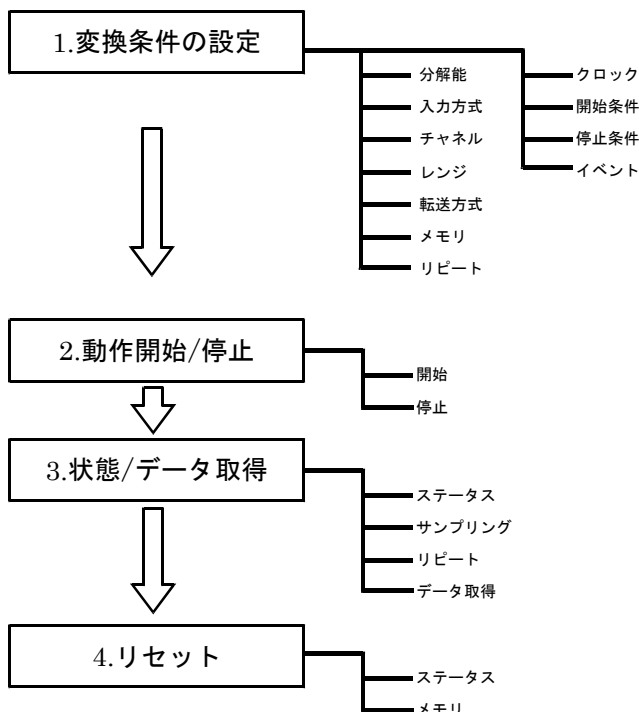 1.変換条件の設定
分解能
入力方式
チャネル
レンジ
転送方式
メモリ
リピート
クロック
開始条件
停止条件
イベント
2.動作開始/停止
開始
停止
3.状態/データ取得
ステータス
サンプリング
リピート
データ取得
4.リセット
ステータス
メモリ